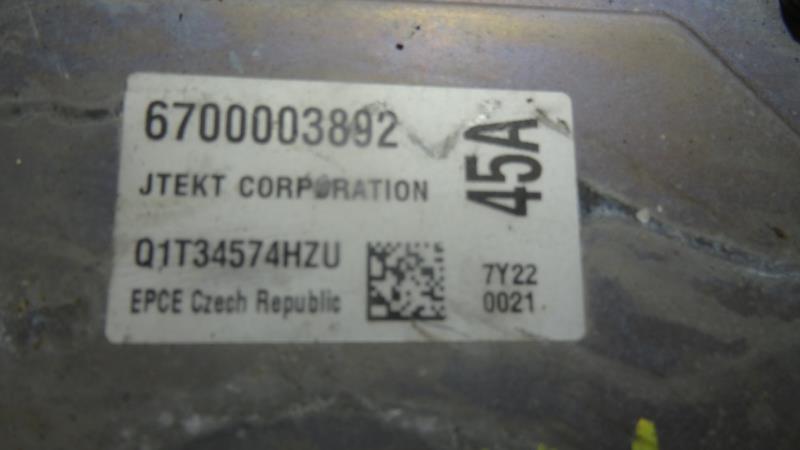 6700003892
JTEKT CORPORATION
45A
Q1T34574HZU
EPCE Czech Republic
7Y22
0021